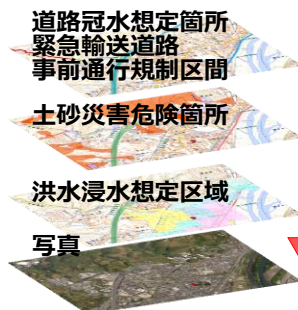 道路冠水想定箇所
緊急輸送道路
事前通行規制区間
土砂災害危険箇所
洪水浸水想定区域
写真